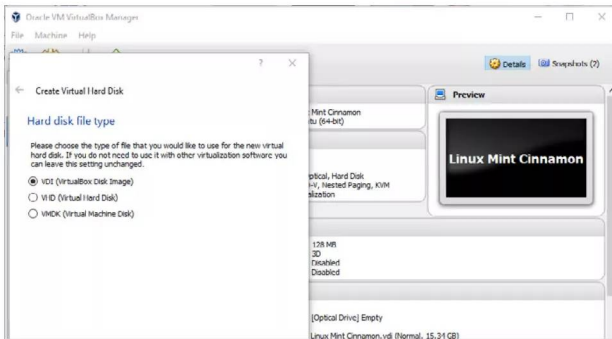 Oracle VM VirtualBox Manager
File Machine Help
Details
Snapshots (2)
?
Create Virtual Hard Disk
Hard disk file type
Please choose the type of file that you would like to use for the new virtual
hard disk. If you do not need to use it with other virtualization software you
can leave this setting unchanged.
VDI (VirtualBox Disk Image)
VHD (Virtual Hard Disk)
VMDK (Virtual Machine Disk)
Mint Cinnamon
tu (64-bit)
ptical, Hard Disk
-V, Nested Paging, KVM
alization
128 MB
3D
Disabled
Disabled
[Optical Drive] Empty
Linux Mint Cinnamon.vdi (Normal, 15.34 GB)
Preview
Linux Mint Cinnamon